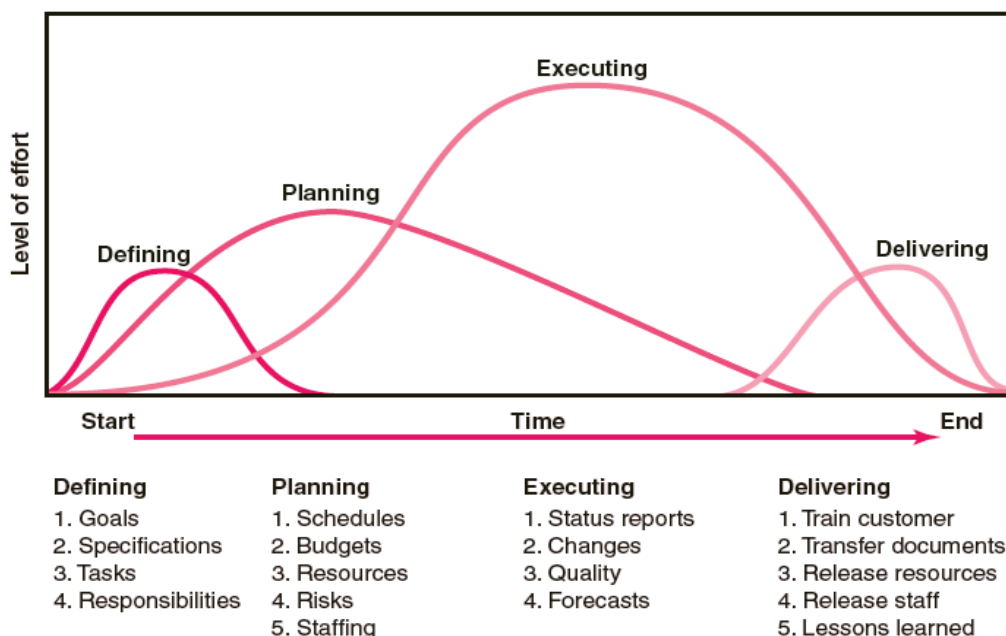 Executing
Planning
Defining
Delivering
Level of effort
Start
Time
End
Defining
1. Goals
2. Specifications
3. Tasks
4. Responsibilities
Planning
1. Schedules
2. Budgets
3. Resources
4. Risks
5. Staffing
Executing
1. Status reports
2. Changes
3. Quality
4. Forecasts
Delivering
1. Train customer
2. Transfer documents
3. Release resources
4. Release staff
5. Lessons learned